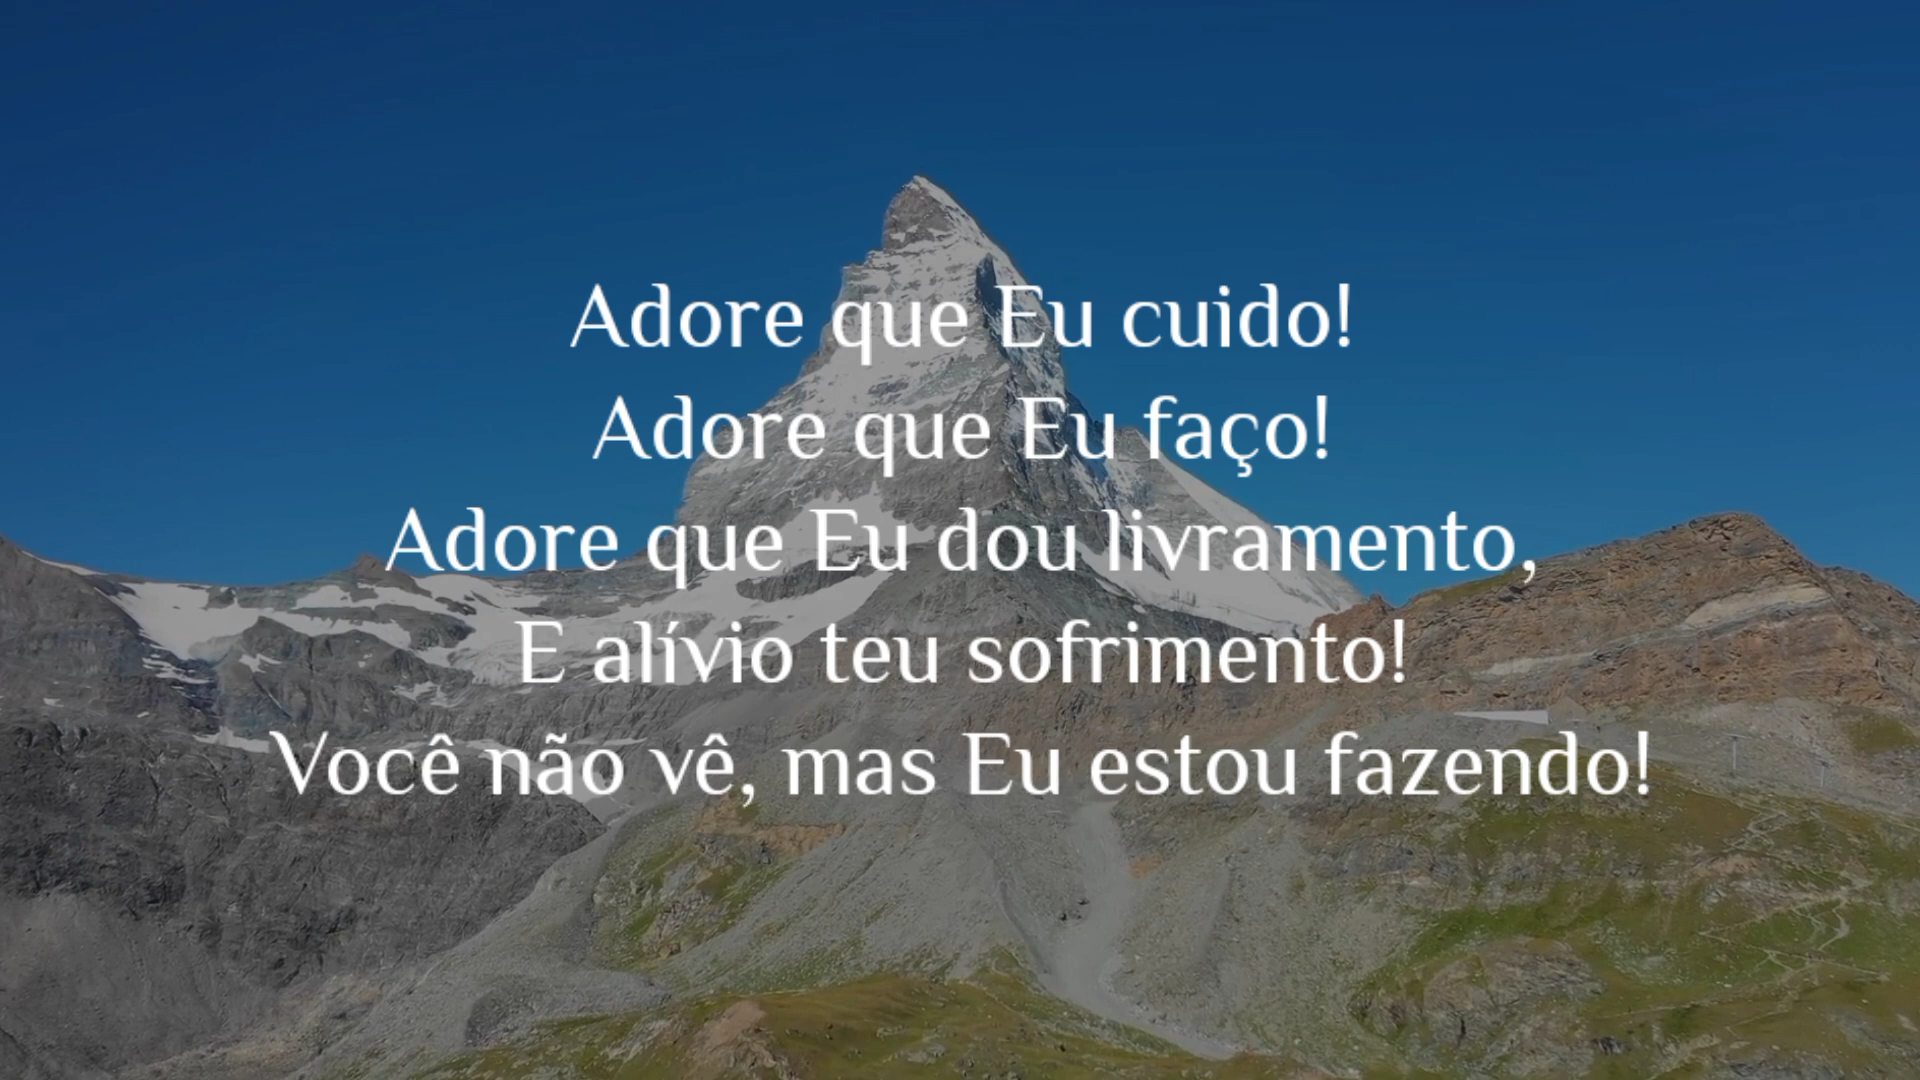 Adore que Eu cuido!
Adore que Eu faço!
Adore que Eu dou livramento,
E alívio teu sofrimento!
Você não vê, mas Eu estou fazendo!